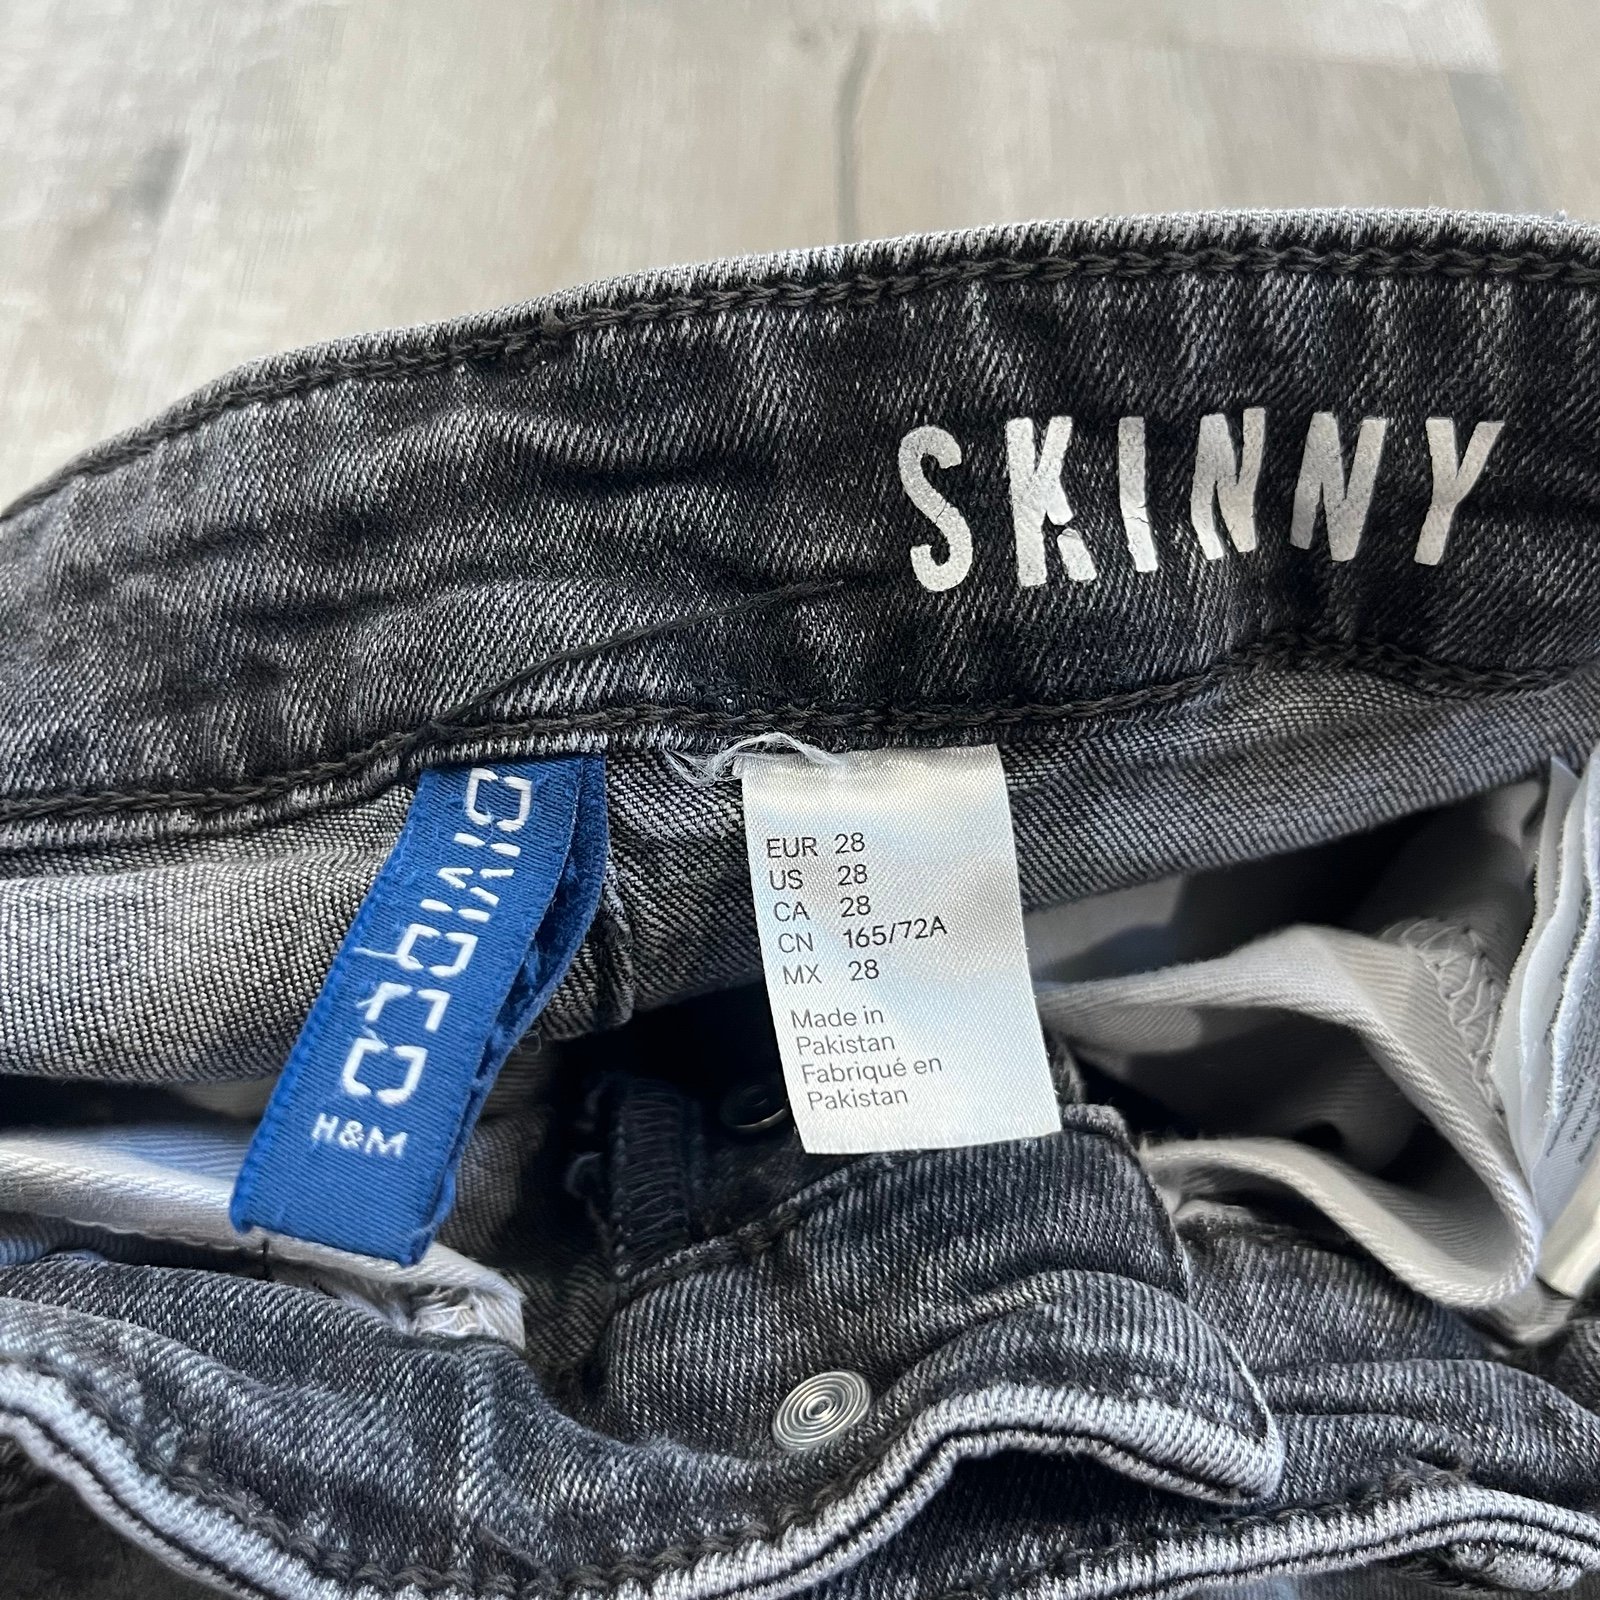 SKINNY
DIVIDED
H&M
EUR 28
US 28
CA 28
CN 165/72A
MX 28
Made in
Pakistan
Fabriqué en
Pakistan